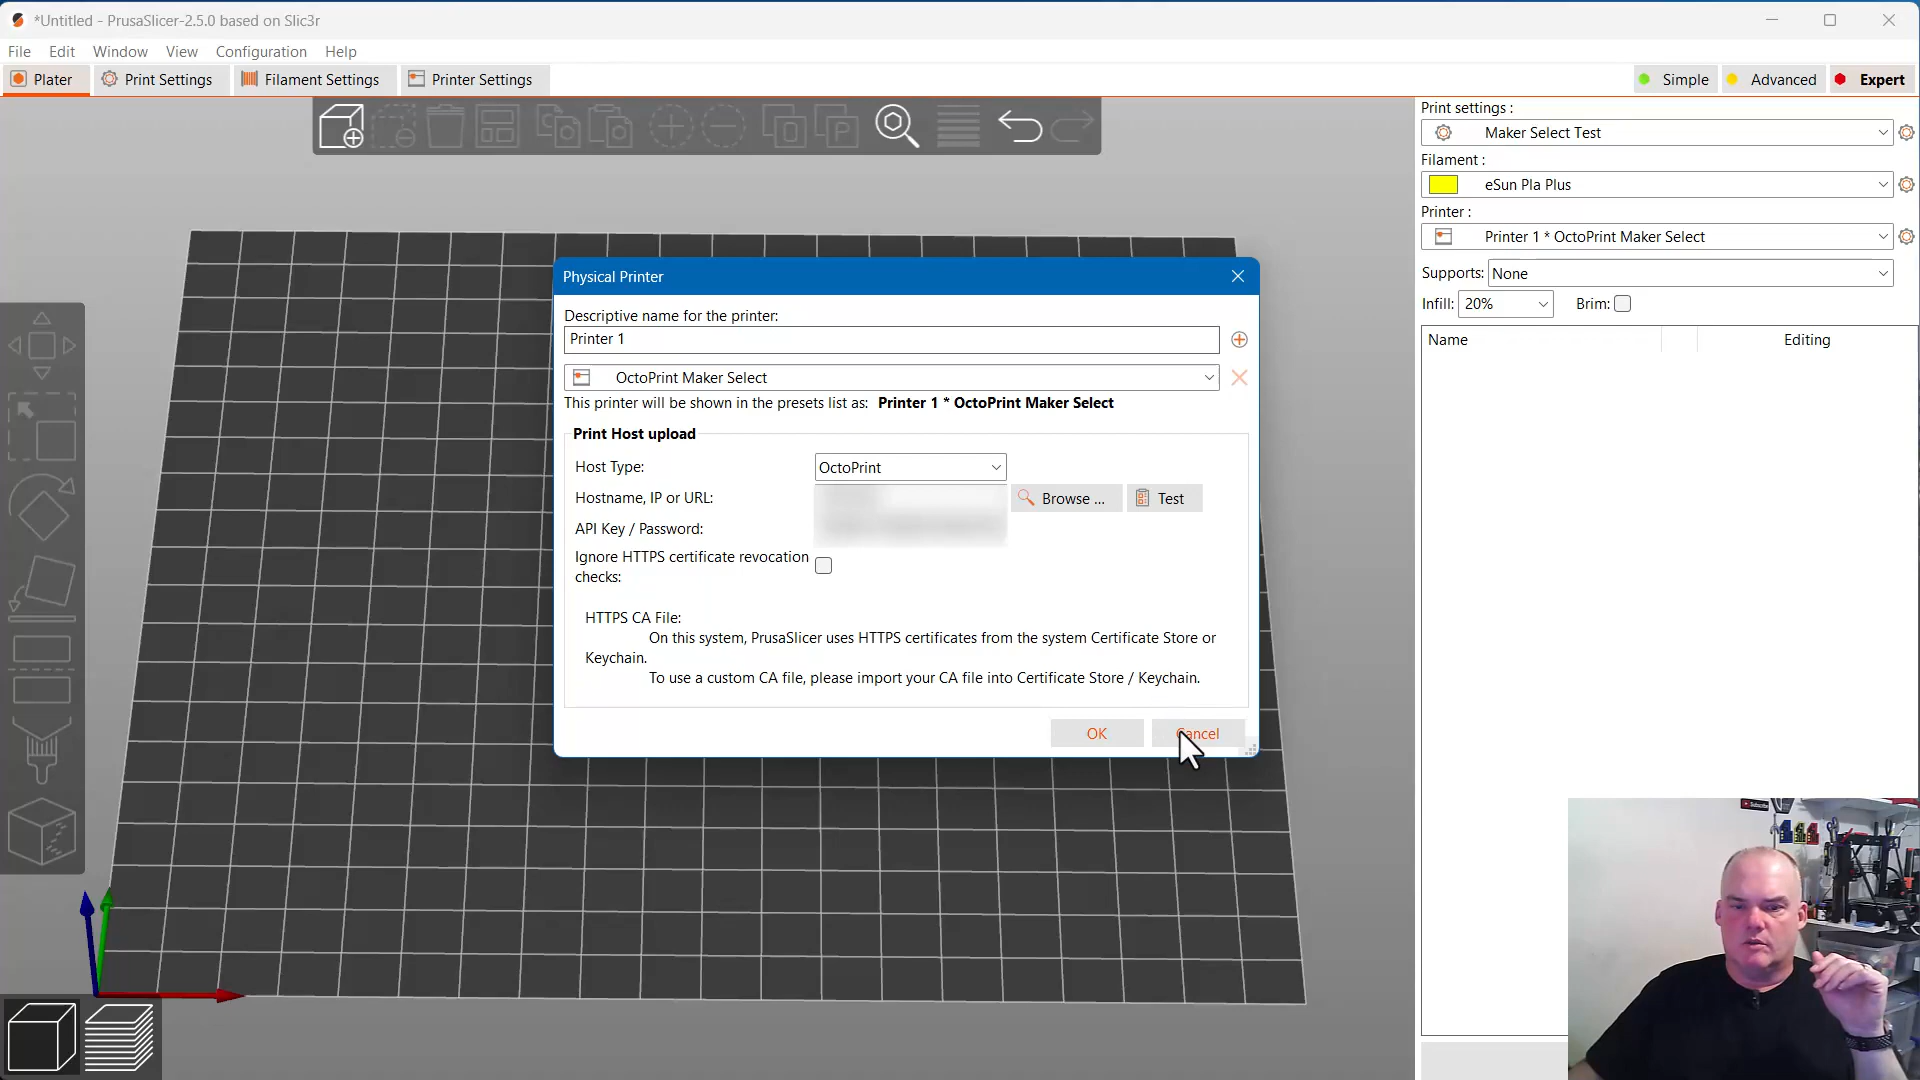 *Untitled - PrusaSlicer-2.5.0 based on Slic3r
File Edit Window View Configuration Help
Plater Print Settings Filament Settings Printer Settings Simple Advanced Expert
Print settings :
Maker Select Test
Filament :
eSun Pla Plus
Printer :
Printer 1 * OctoPrint Maker Select
Supports: None
Infill: 20% Brim:
Name Editing
Physical Printer
Descriptive name for the printer:
Printer 1
OctoPrint Maker Select
This printer will be shown in the presets list as: Printer 1 * OctoPrint Maker Select
Print Host upload
Host Type: OctoPrint
Hostname, IP or URL: Browse ... Test
API Key / Password:
Ignore HTTPS certificate revocation
checks:
HTTPS CA File:
On this system, PrusaSlicer uses HTTPS certificates from the system Certificate Store or
Keychain.
To use a custom CA file, please import your CA file into Certificate Store / Keychain.
OK Cancel
Subscribe